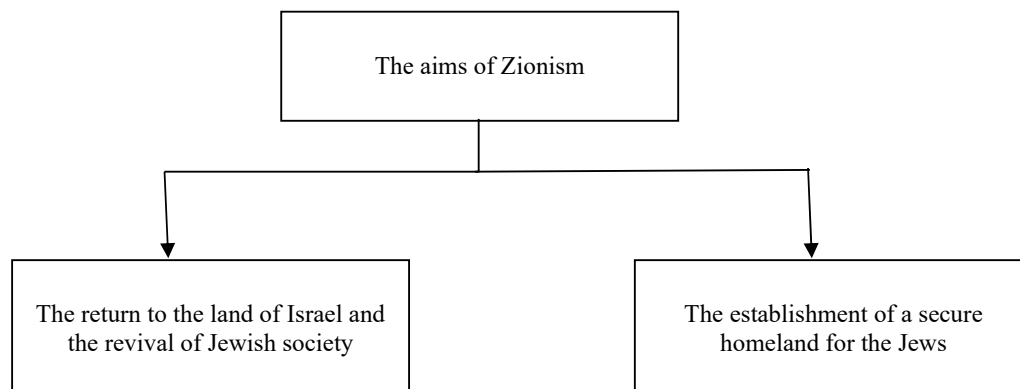 The aims of Zionism
The return to the land of Israel and
the revival of Jewish society
The establishment of a secure
homeland for the Jews